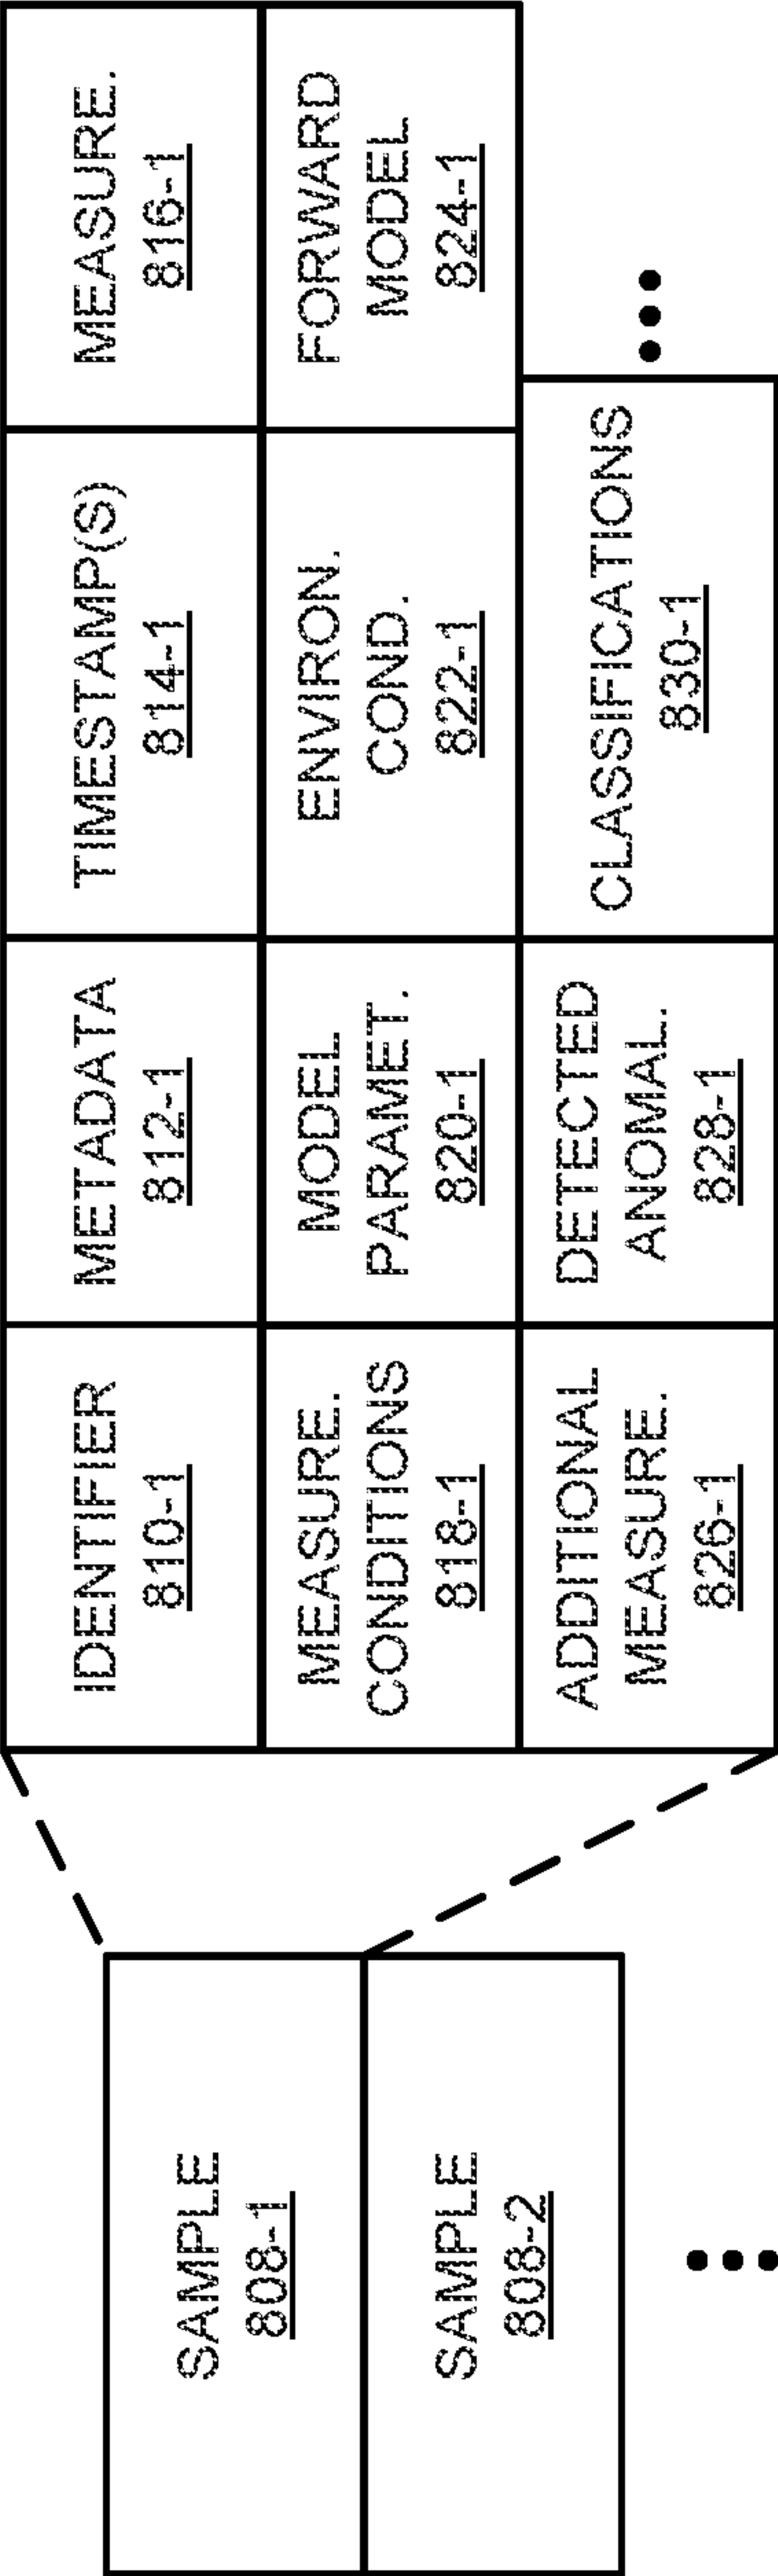 SAMPLE
808-1
SAMPLE
808-2
IDENTIFIER
810-1
METADATA
812-1
TIMESTAMP(S)
814-1
MEASURE.
816-1
MEASURE.
CONDITIONS
818-1
MODEL
PARAMET.
820-1
ENVIRON.
COND.
822-1
FORWARD
MODEL
824-1
ADDITIONAL
MEASURE.
826-1
DETECTED
ANOMAL.
828-1
CLASSIFICATIONS
830-1